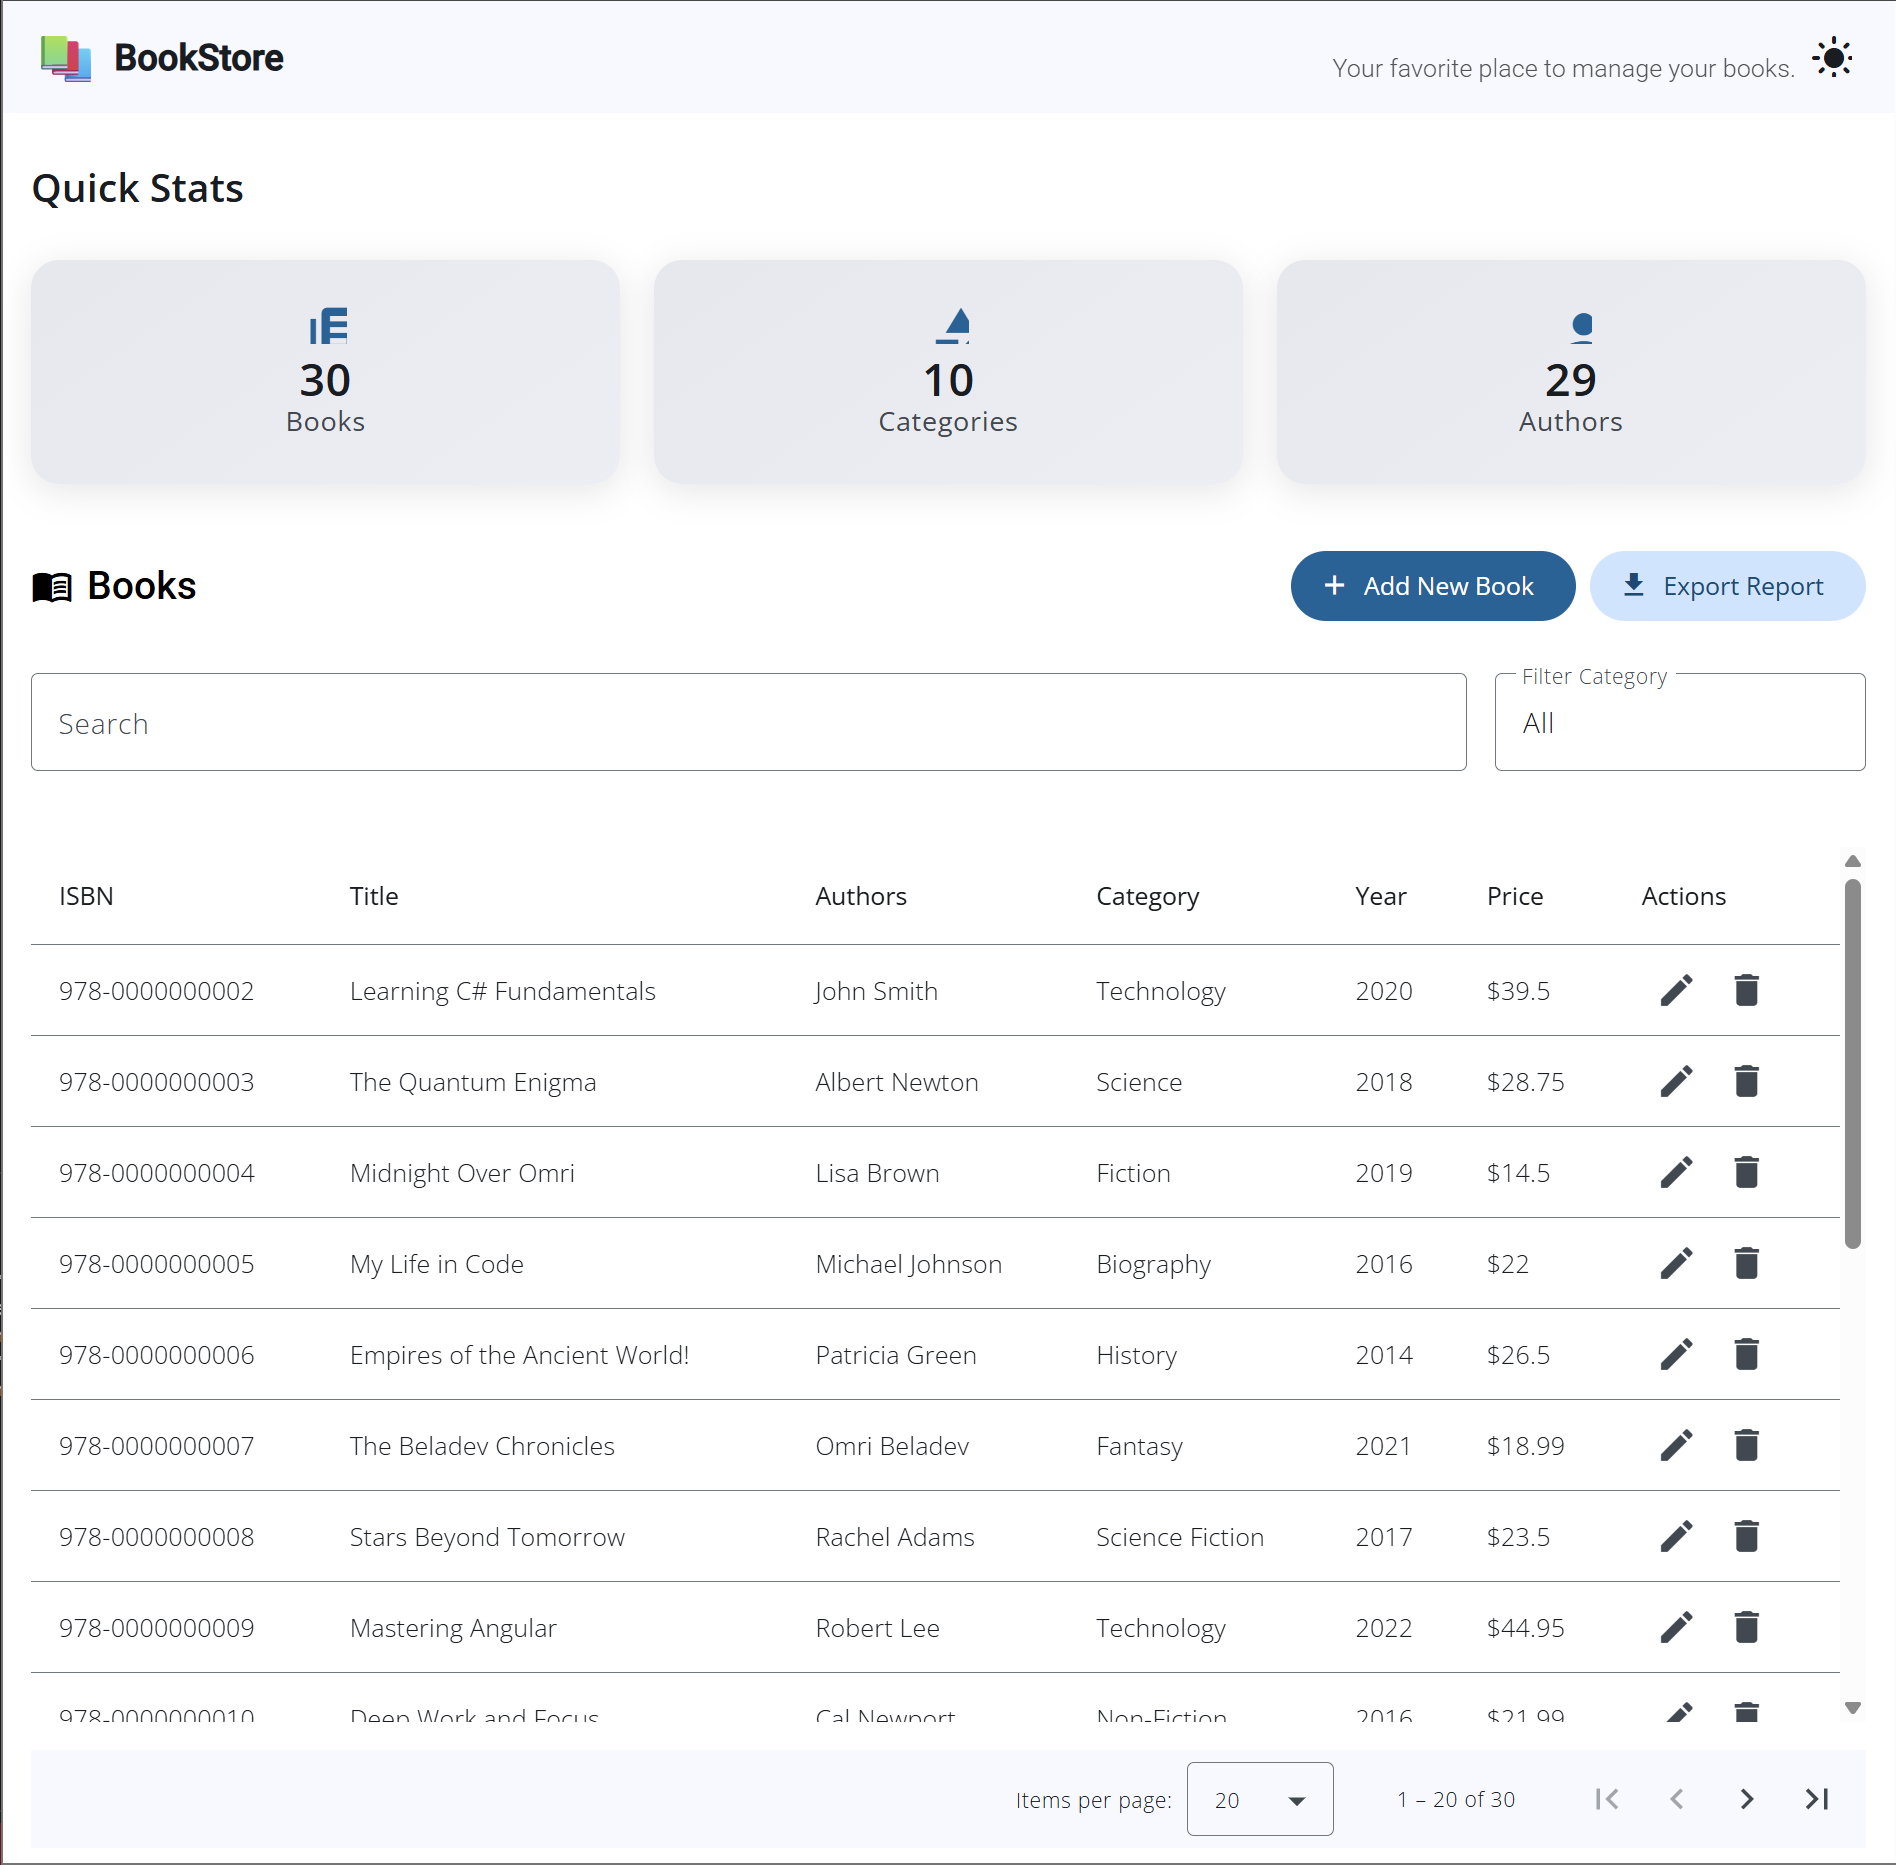 BookStore
Your favorite place to manage your books.
Quick Stats
30
Books
10
Categories
29
Authors
Books
Add New Book
Export Report
Search
Filter Category
All
ISBN Title Authors Category Year Price Actions
978-0000000002 Learning C# Fundamentals John Smith Technology 2020 $39.5
978-0000000003 The Quantum Enigma Albert Newton Science 2018 $28.75
978-0000000004 Midnight Over Omri Lisa Brown Fiction 2019 $14.5
978-0000000005 My Life in Code Michael Johnson Biography 2016 $22
978-0000000006 Empires of the Ancient World! Patricia Green History 2014 $26.5
978-0000000007 The Beladev Chronicles Omri Beladev Fantasy 2021 $18.99
978-0000000008 Stars Beyond Tomorrow Rachel Adams Science Fiction 2017 $23.5
978-0000000009 Mastering Angular Robert Lee Technology 2022 $44.95
978-0000000010 Deep Work and Focus Cal Newport Non-Fiction 2016 $21.99
Items per page: 20 1 – 20 of 30